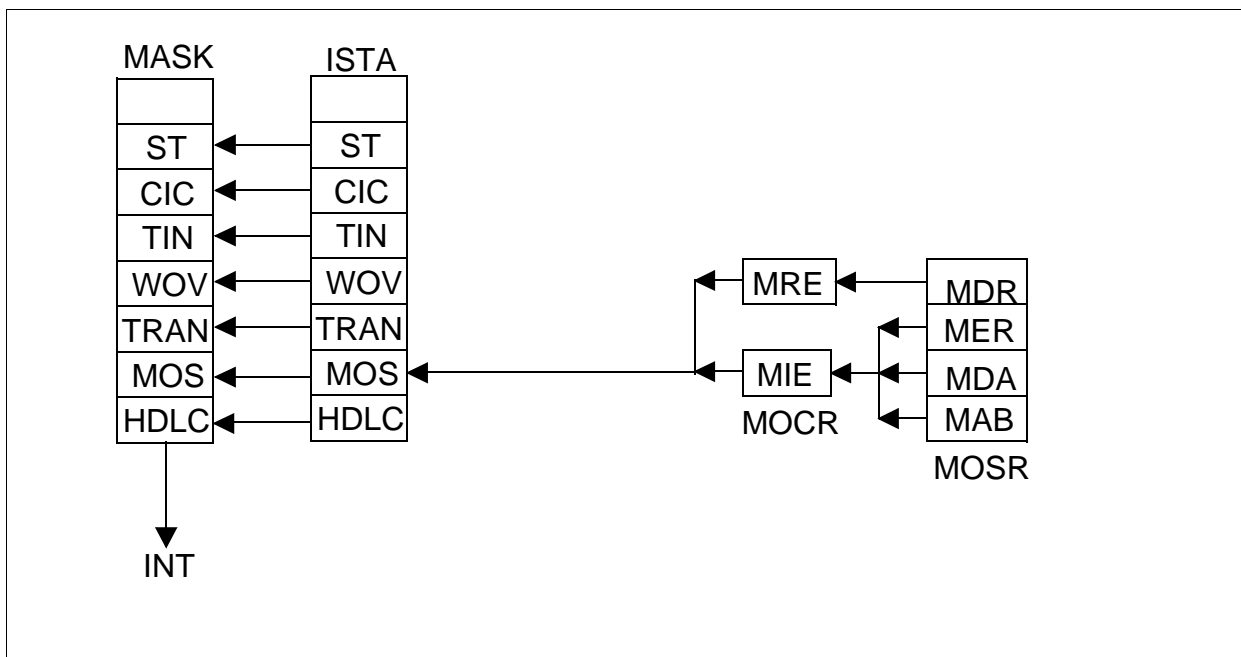 MASK
ISTA
ST
ST
CIC
CIC
TIN
TIN
WOV
WOV
MRE
MDR
TRAN
TRAN
MER
MOS
MOS
MIE
MDA
HDLC
HDLC
MOCR
MAB
MOSR
INT